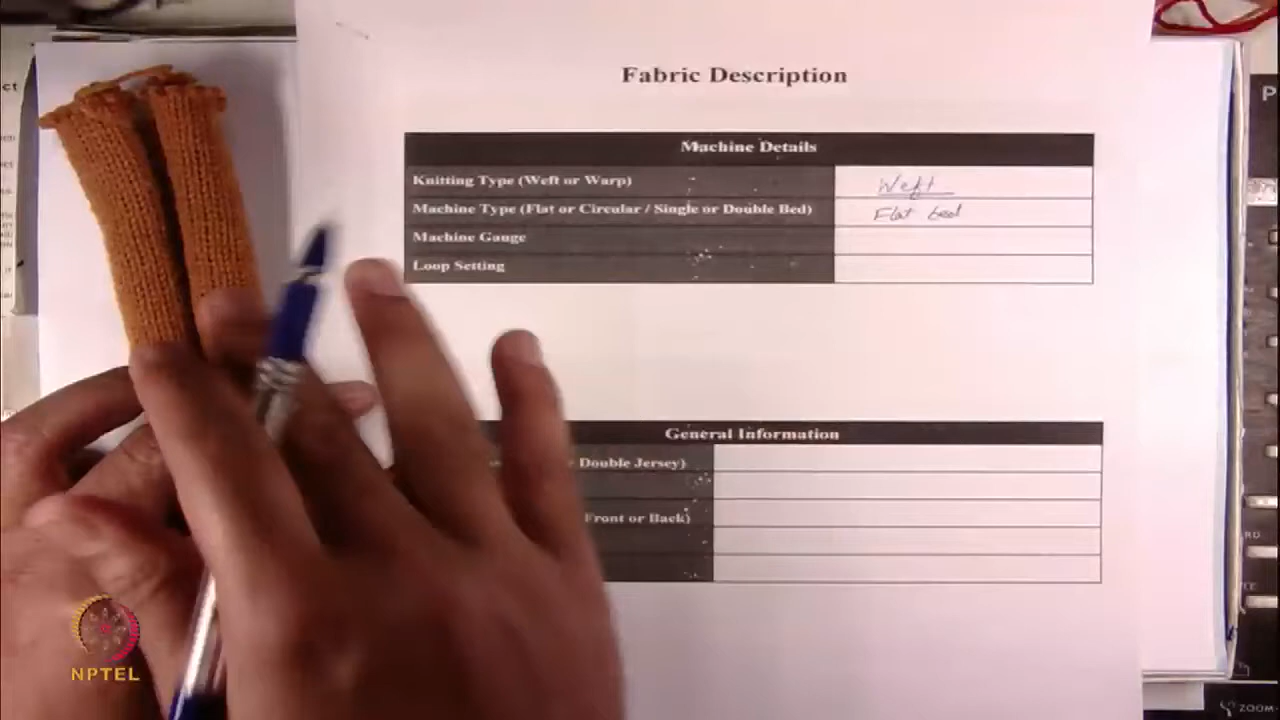 Fabric Description
Machine Details
Knitting Type (Weft or Warp) Weft
Machine Type (Flat or Circular / Single or Double Bed) Flat bed
Machine Gauge
Loop Setting
General Information
Double Jersey)
Front or Back)
NPTEL
ZOOM